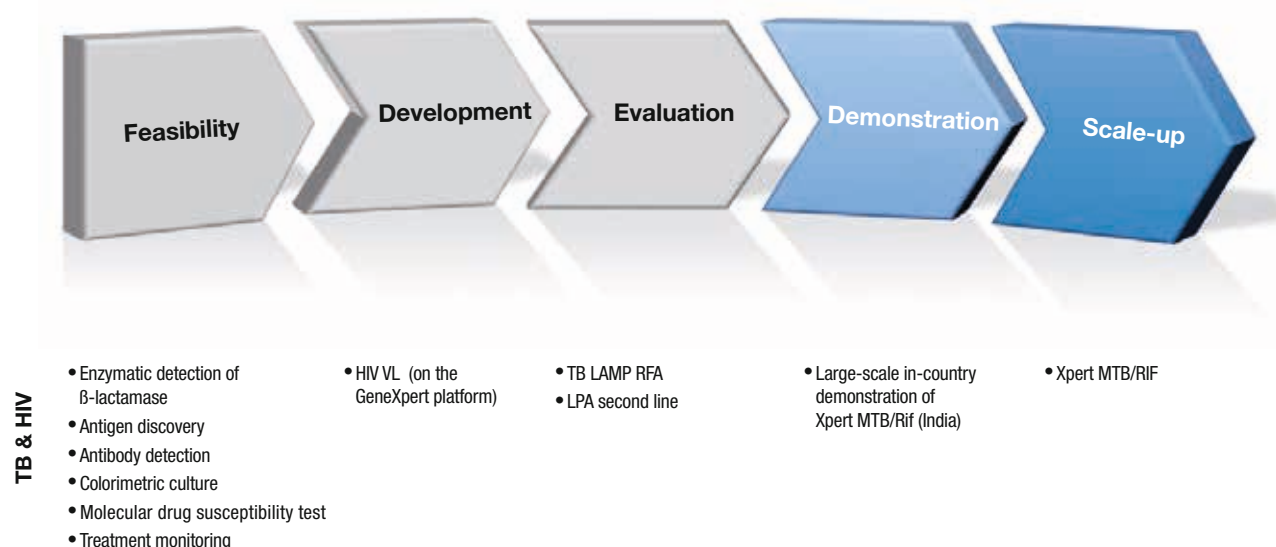 Feasibility
Development
Evaluation
Demonstration
Scale-up
TB & HIV
• Enzymatic detection of
ß-lactamase
• Antigen discovery
• Antibody detection
• Colorimetric culture
• Molecular drug susceptibility test
• Treatment monitoring
• HIV VL (on the
GeneXpert platform)
• TB LAMP RFA
• LPA second line
• Large-scale in-country
demonstration of
Xpert MTB/Rif (India)
• Xpert MTB/RIF